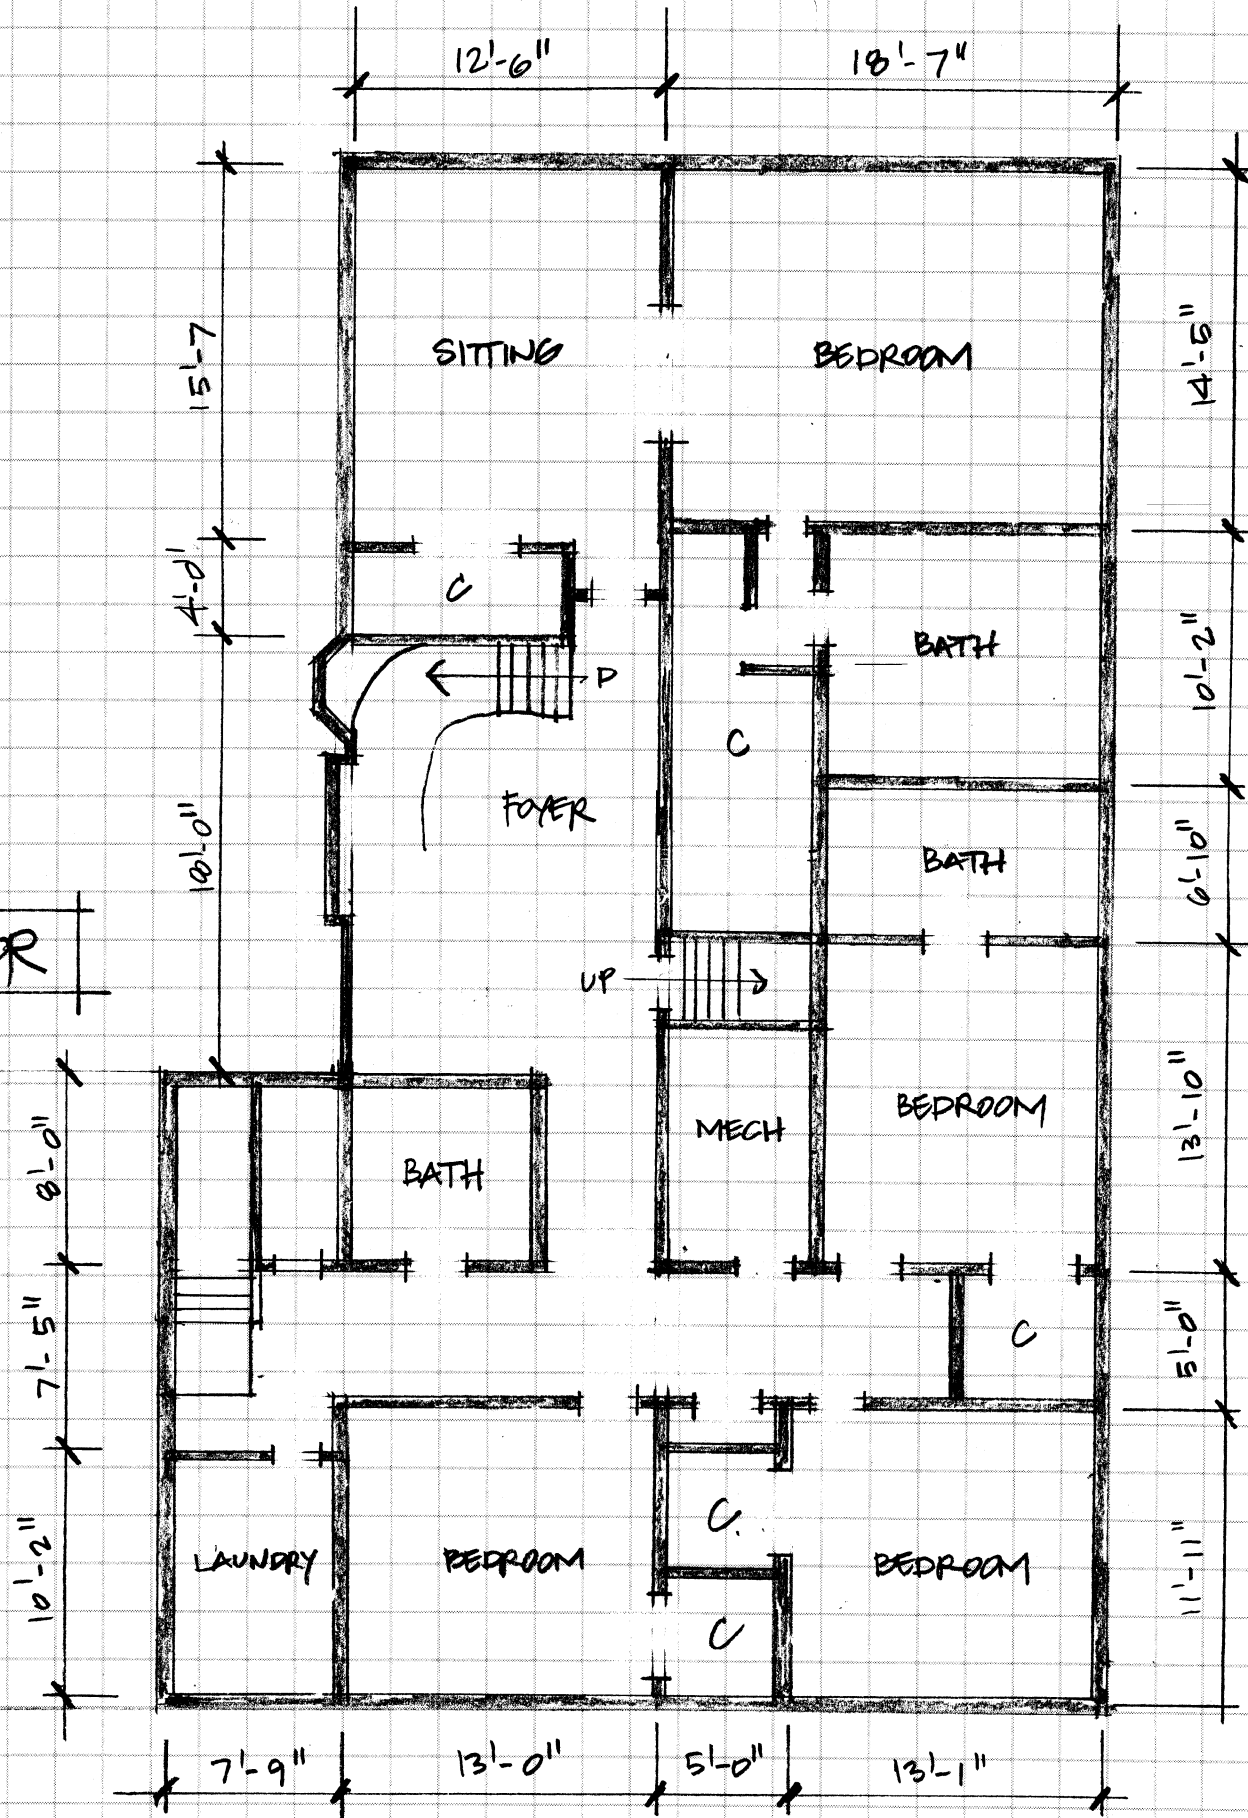 12'-6"
18'-7"
15'-7
SITTING
BEDROOM
14'-5"
4'-0'
C
BATH
10'-2"
C
FOYER
18'-0"
BATH
6'-10"
UP
MECH
BEDROOM
13'-10"
8'-0"
BATH
7'-5"
C
5'-0"
10'-2"
LAUNDRY
BEDROOM
C
BEDROOM
C
11'-11"
7'-9"
13'-0"
5'-0"
13'-1"